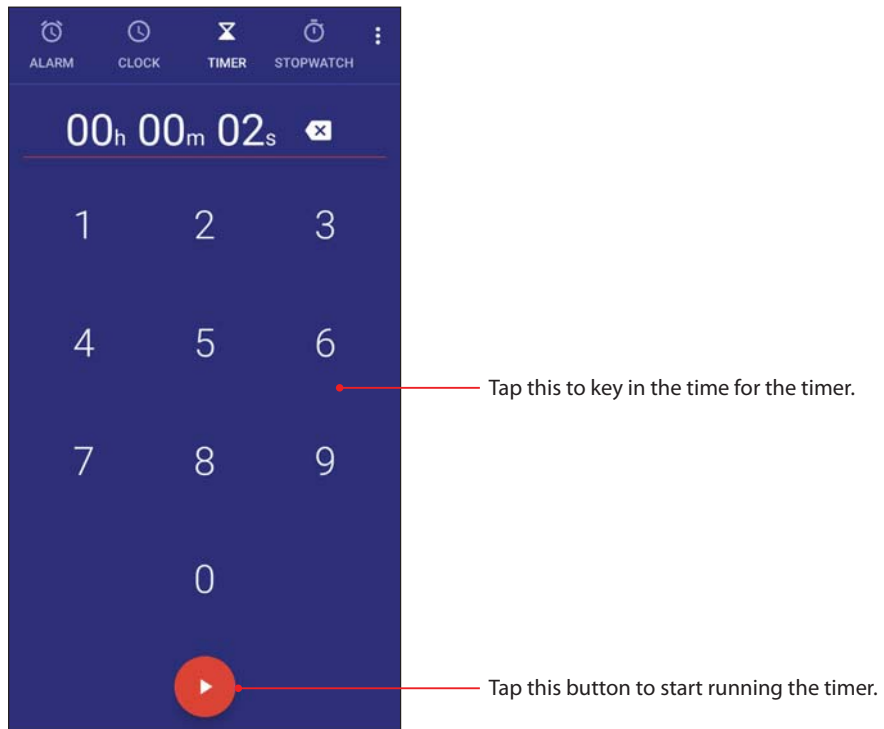 ALARM CLOCK TIMER STOPWATCH
00h 00m 02s
1 2 3
4 5 6
Tap this to key in the time for the timer.
7 8 9
0
Tap this button to start running the timer.